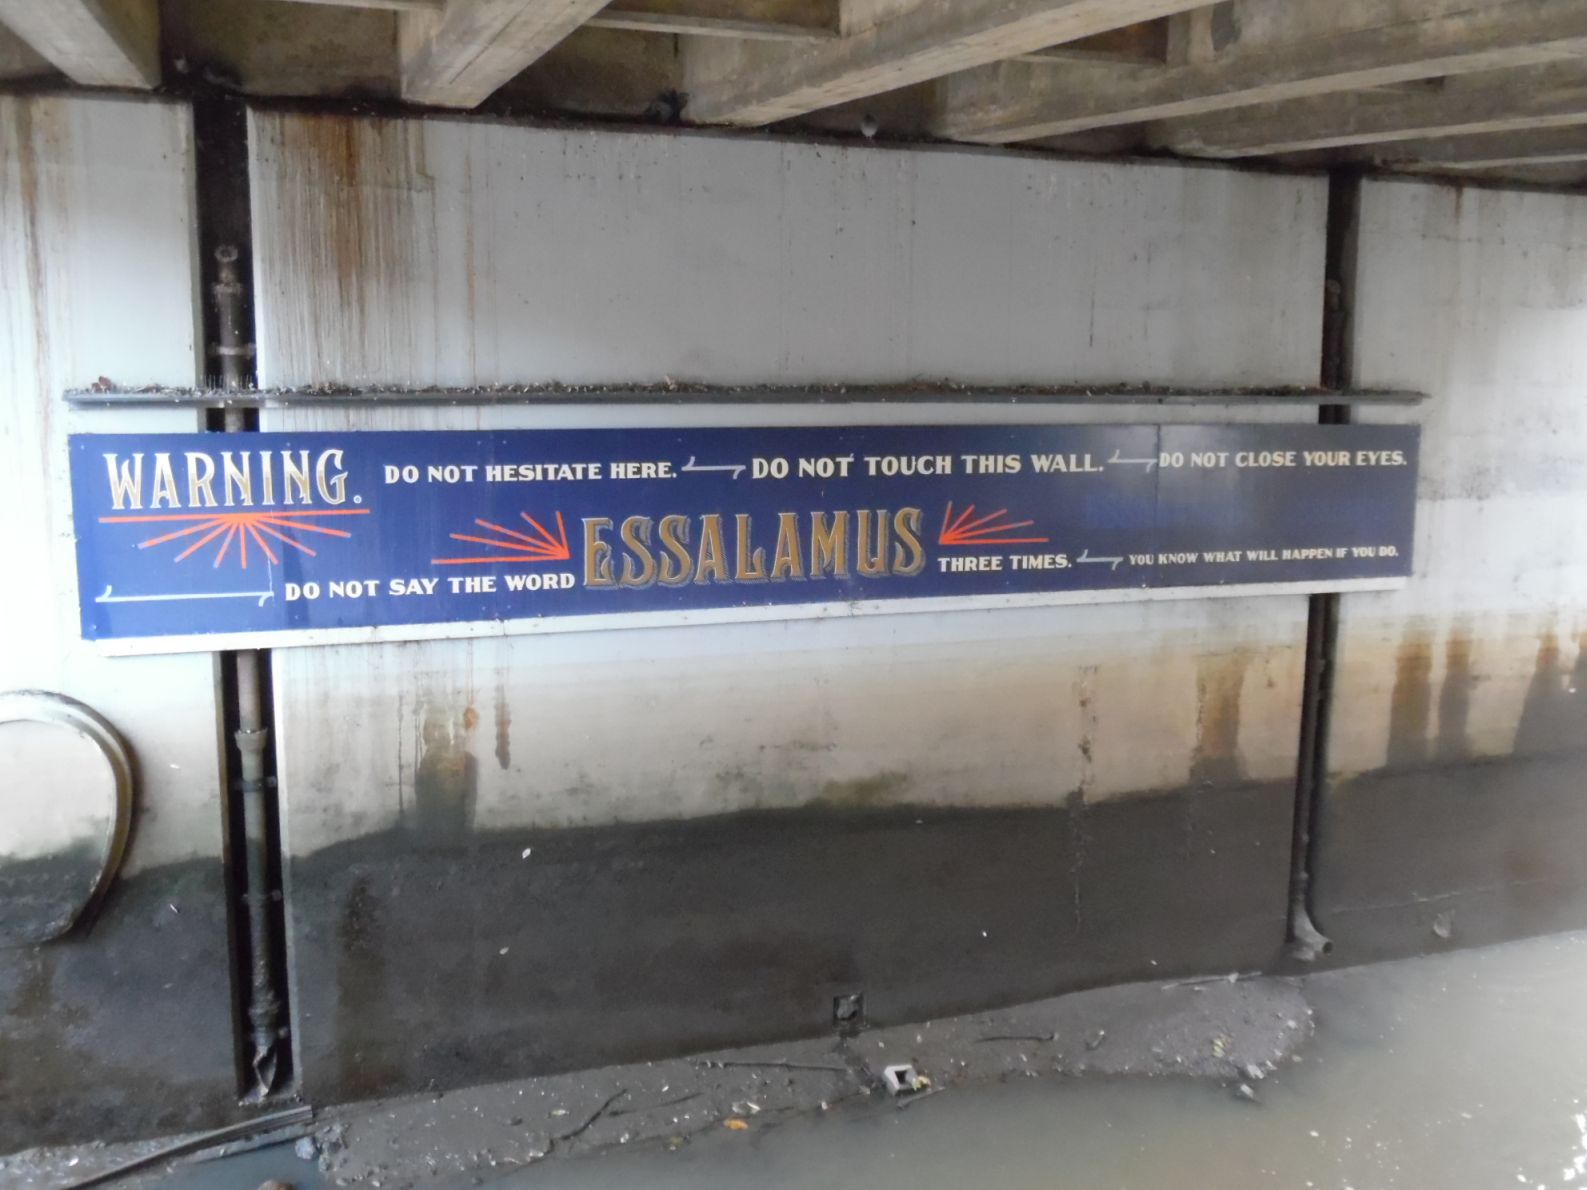 WARNING. DO NOT HESITATE HERE. DO NOT TOUCH THIS WALL. DO NOT CLOSE YOUR EYES.
DO NOT SAY THE WORD ESSALAMUS THREE TIMES. YOU KNOW WHAT WILL HAPPEN IF YOU DO.